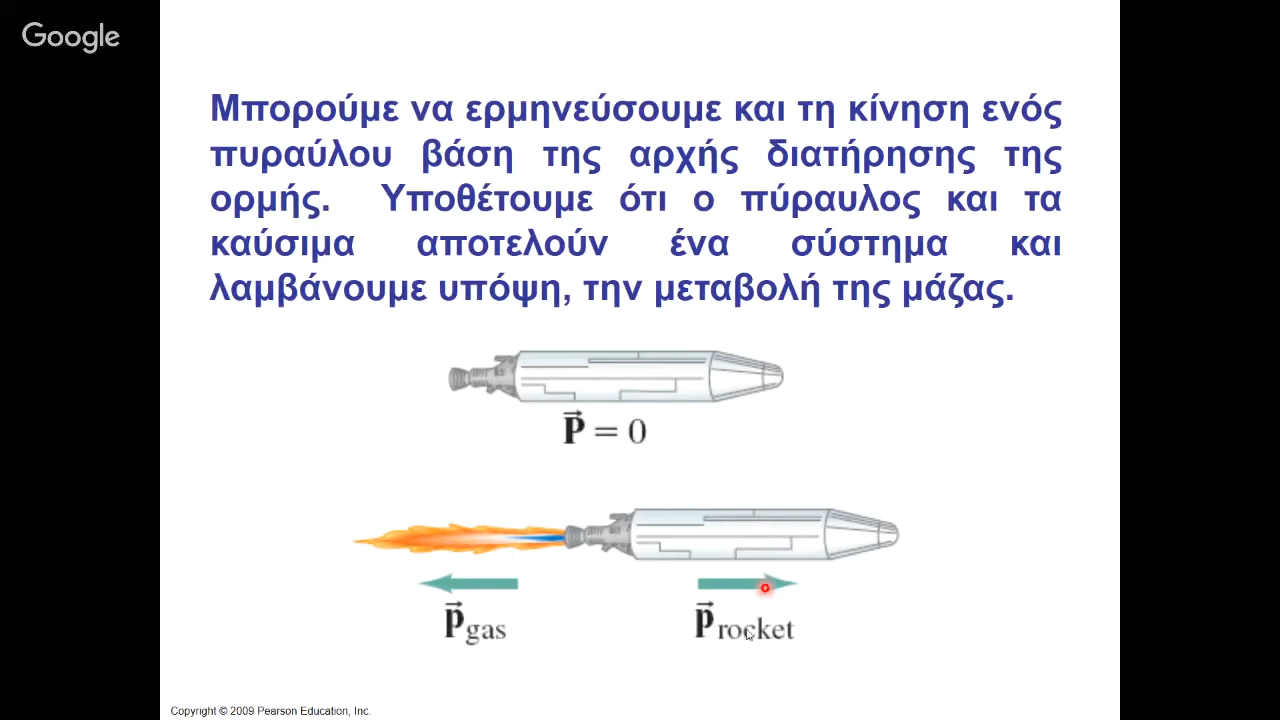 Google
Μπορούμε να ερμηνεύσουμε και τη κίνηση ενός
πυραύλου βάση της αρχής διατήρησης της
ορμής. Υποθέτουμε ότι ο πύραυλος και τα
καύσιμα αποτελούν ένα σύστημα και
λαμβάνουμε υπόψη, την μεταβολή της μάζας.
P⃗ = 0
p⃗ gas
p⃗ rocket
Copyright © 2009 Pearson Education, Inc.